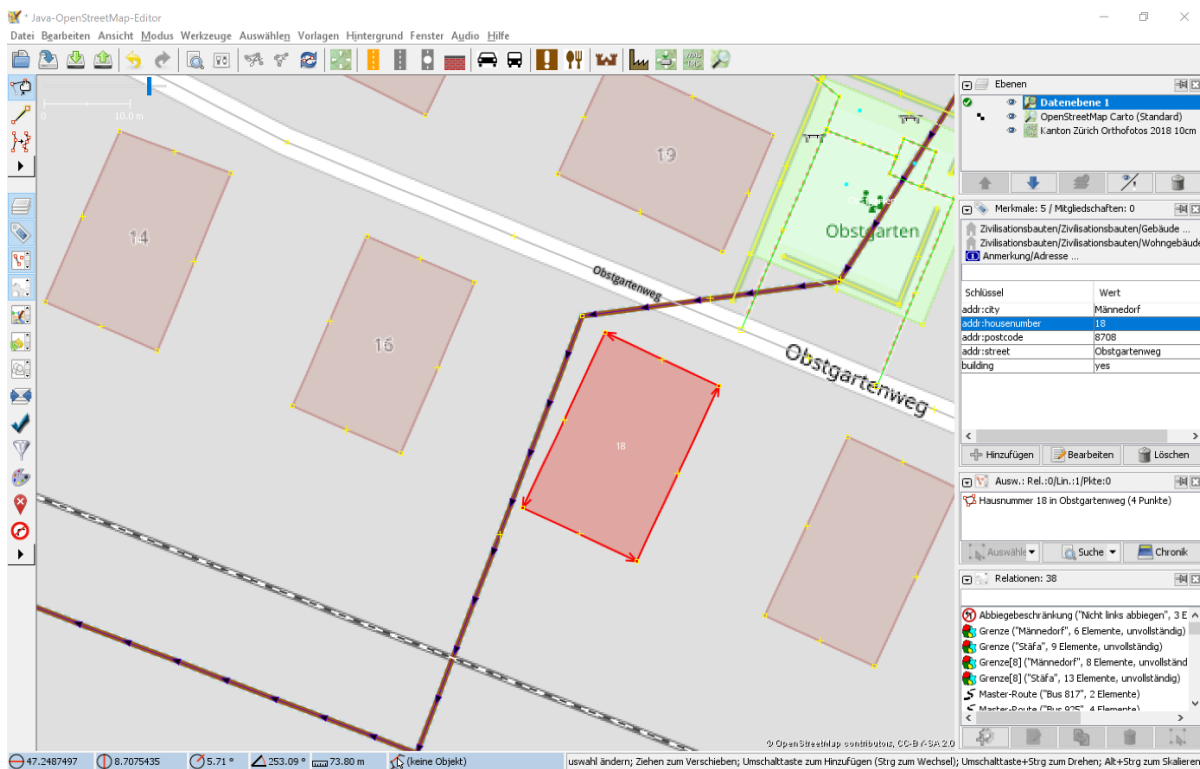 * Java-OpenStreetMap-Editor
Datei Bearbeiten Ansicht Modus Werkzeuge Auswählen Vorlagen Hintergrund Fenster Audio Hilfe
0 10.0 m
14
16
19
18
Obstgarten
Obstgartenweg
Obstgartenweg
© OpenStreetMap contributors, CC-BY-SA 2.0
Ebenen
Datenebene 1
OpenStreetMap Carto (Standard)
Kanton Zürich Orthofotos 2018 10cm
Merkmale: 5 / Mitgliedschaften: 0
Zivilisationsbauten/Zivilisationsbauten/Gebäude ...
Zivilisationsbauten/Zivilisationsbauten/Wohngebäude
Anmerkung/Adresse ...
Schlüssel Wert
addr:city Männedorf
addr:housenumber 18
addr:postcode 8708
addr:street Obstgartenweg
building yes
Hinzufügen Bearbeiten Löschen
Ausw.: Rel.:0/Lin.:1/Pkte:0
Hausnummer 18 in Obstgartenweg (4 Punkte)
Auswähle Suche Chronik
Relationen: 38
Abbiegebeschränkung ("Nicht links abbiegen", 3 E
Grenze ("Männedorf", 6 Elemente, unvollständig)
Grenze ("Stäfa", 9 Elemente, unvollständig)
Grenze[8] ("Männedorf", 8 Elemente, unvollständ
Grenze[8] ("Stäfa", 13 Elemente, unvollständig)
Master-Route ("Bus 817", 2 Elemente)
Master-Route ("Bus 925", 4 Elemente)
47.2487497 8.7075435 5.71 ° 253.09 ° 73.80 m (keine Objekt)
uswahl ändern; Ziehen zum Verschieben; Umschalttaste zum Hinzufügen (Strg zum Wechsel); Umschalttaste+Strg zum Drehen; Alt+Strg zum Skalieren